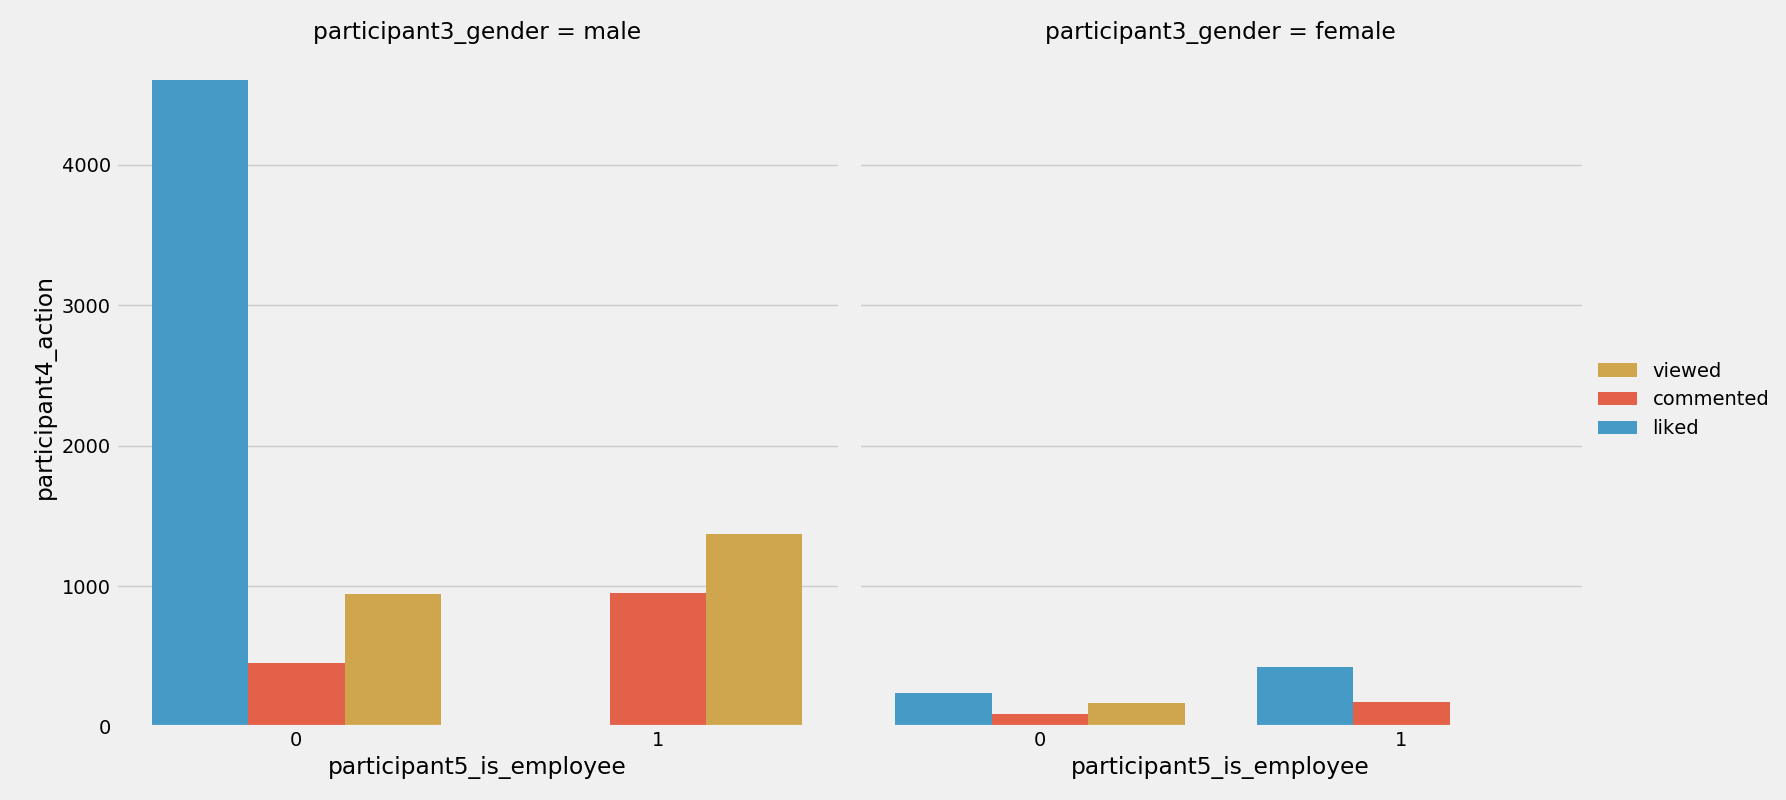 participant3_gender = male
participant3_gender = female
participant4_action
4000
3000
2000
1000
0
0
1
participant5_is_employee
0
1
participant5_is_employee
viewed
commented
liked